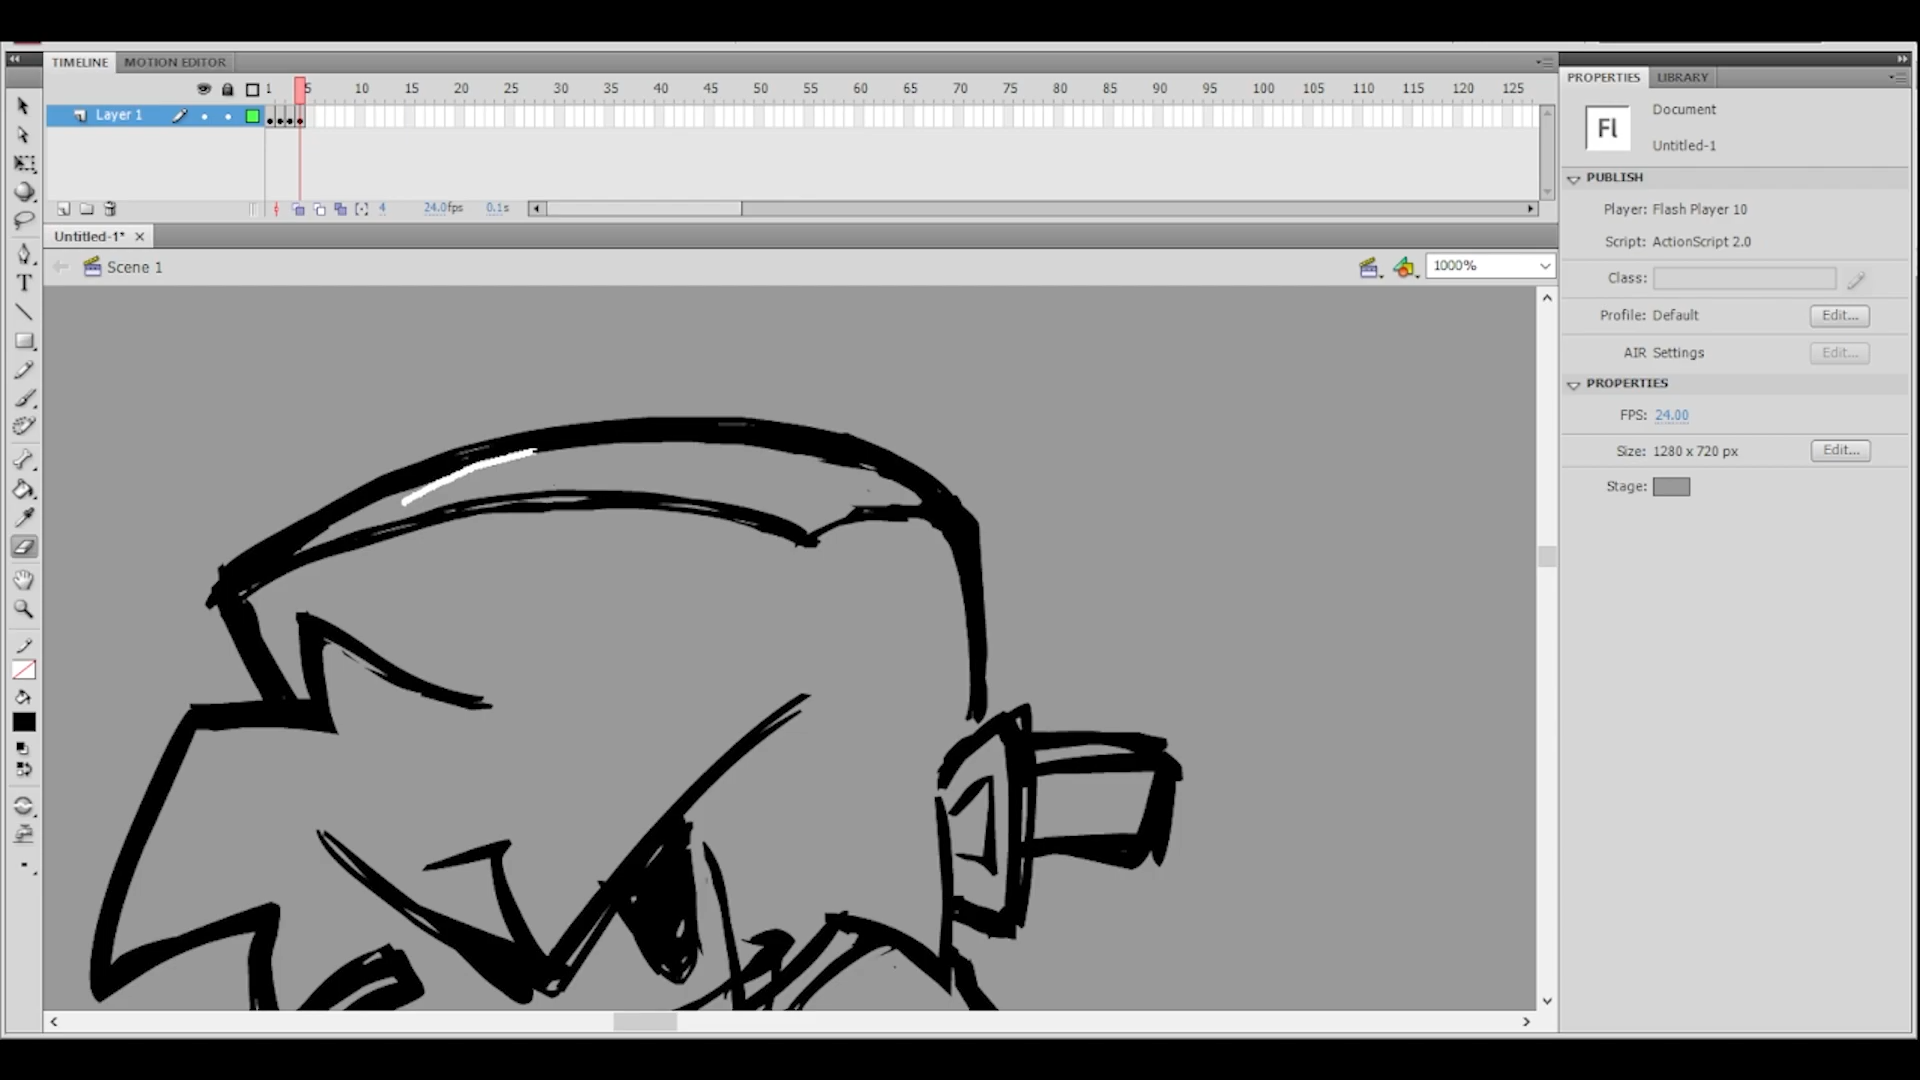 TIMELINE MOTION EDITOR
1 5 10 15 20 25 30 35 40 45 50 55 60 65 70 75 80 85 90 95 100 105 110 115 120 125
Layer 1
4 24.0fps 0.1s
Untitled-1*
Scene 1
1000%
T
PROPERTIES LIBRARY
Fl
Document
Untitled-1
PUBLISH
Player: Flash Player 10
Script: ActionScript 2.0
Class:
Profile: Default Edit...
AIR Settings Edit...
PROPERTIES
FPS: 24.00
Size: 1280 x 720 px Edit...
Stage: